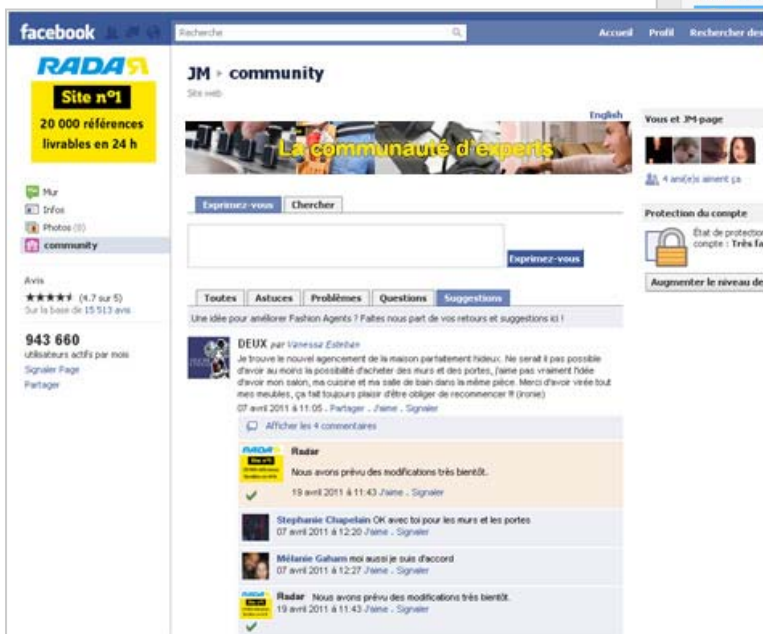 facebook
Recherche
Accueil Profil Rechercher des
RADAR
Site nº1
20 000 références
livrables en 24 h
Mur
Infos
Photos (8)
community
Avis
(4.7 sur 5)
Sur la base de 15 513 avis
943 660
utilisateurs actifs par mois
Signaler Page
Partager
JM community
Site web
English
La communauté d'experts
Exprimez-vous Chercher
Exprimez-vous
Toutes Astuces Problèmes Questions Suggestions
Une idée pour améliorer Fashion Agents ? Faites nous part de vos retours et suggestions ici !
DEUX par Vanessa Esteban
Je trouve le nouvel agencement de la maison parfaitement hideux. Ne serait il pas possible
d'avoir au moins la possibilité d'acheter des murs et des portes, j'aime pas vraiment l'idée
d'avoir mon salon, ma cuisine et ma salle de bain dans la même pièce. Merci d'avoir virée tout
mes meubles, ça fait toujours plaisir d'être obliger de recommencer !!! (ironie)
07 avril 2011 à 11:05 . Partager . J'aime . Signaler
Afficher les 4 commentaires
RADAR
Site nº1
Radar
Nous avons prévu des modifications très bientôt.
19 avril 2011 à 11:43 J'aime . Signaler
Stephanie Chapelain OK avec toi pour les murs et les portes
07 avril 2011 à 12:20 J'aime . Signaler
Mélanie Gaham moi aussi je suis d'accord
07 avril 2011 à 12:27 J'aime . Signaler
RADAR
Site nº1
Radar Nous avons prévu des modifications très bientôt.
19 avril 2011 à 11:43 J'aime . Signaler
Vous et JM-page
4 ami(e)s aiment ça
Protection du compte
État de protection
compte : Très fa
Augmenter le niveau de